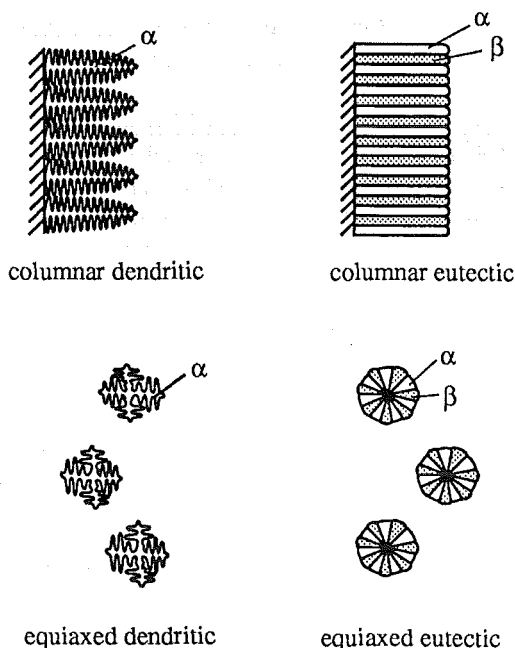 α
α
β
columnar dendritic
columnar eutectic
α
α
β
equiaxed dendritic
equiaxed eutectic